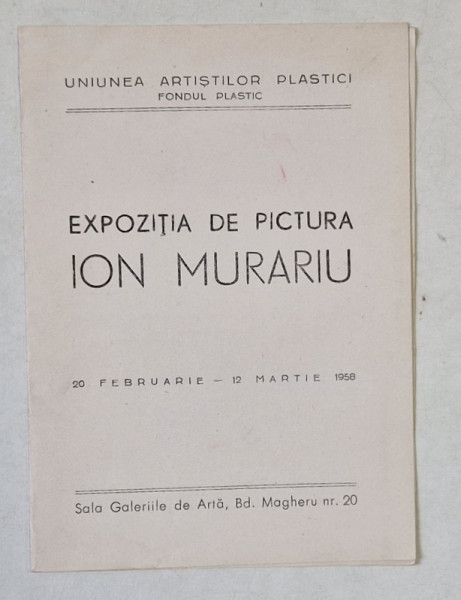 UNIUNEA ARTIȘTILOR PLASTICI
FONDUL PLASTIC
EXPOZIȚIA DE PICTURA
ION MURARIU
20 FEBRUARIE — 12 MARTIE 1958
Sala Galeriile de Artă, Bd. Magheru nr. 20